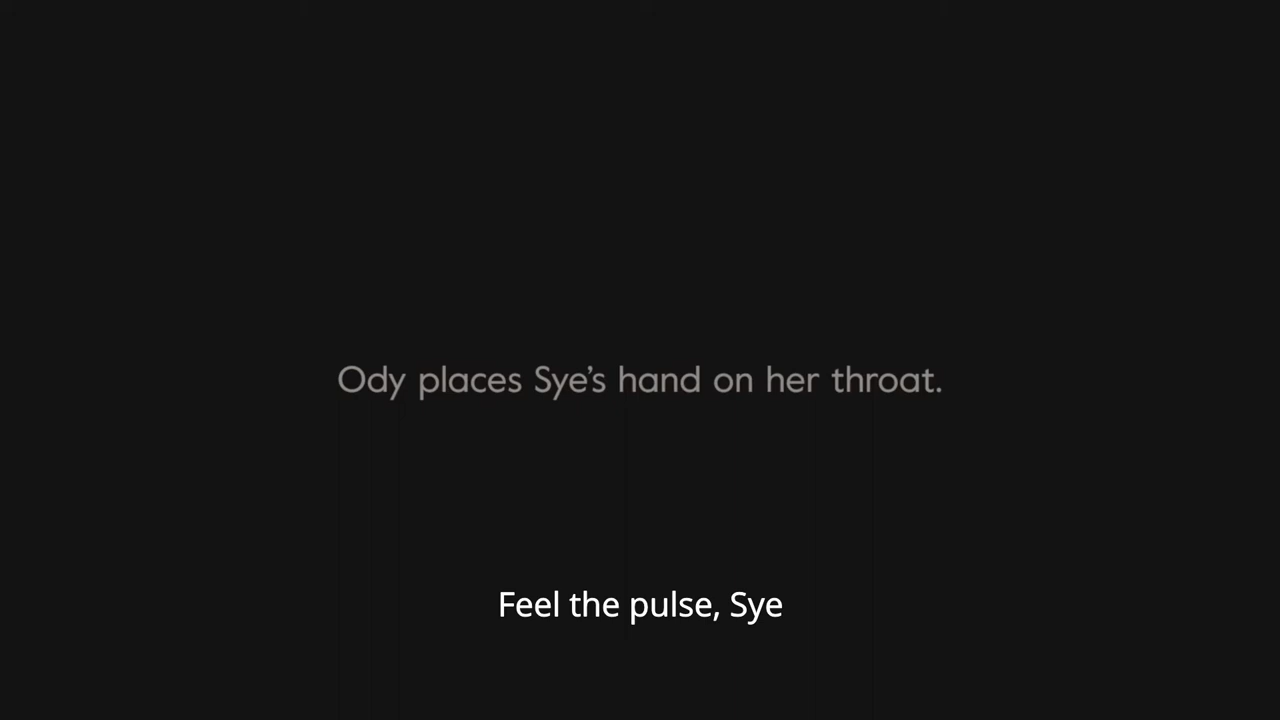 Ody places Sye’s hand on her throat.
Feel the pulse, Sye